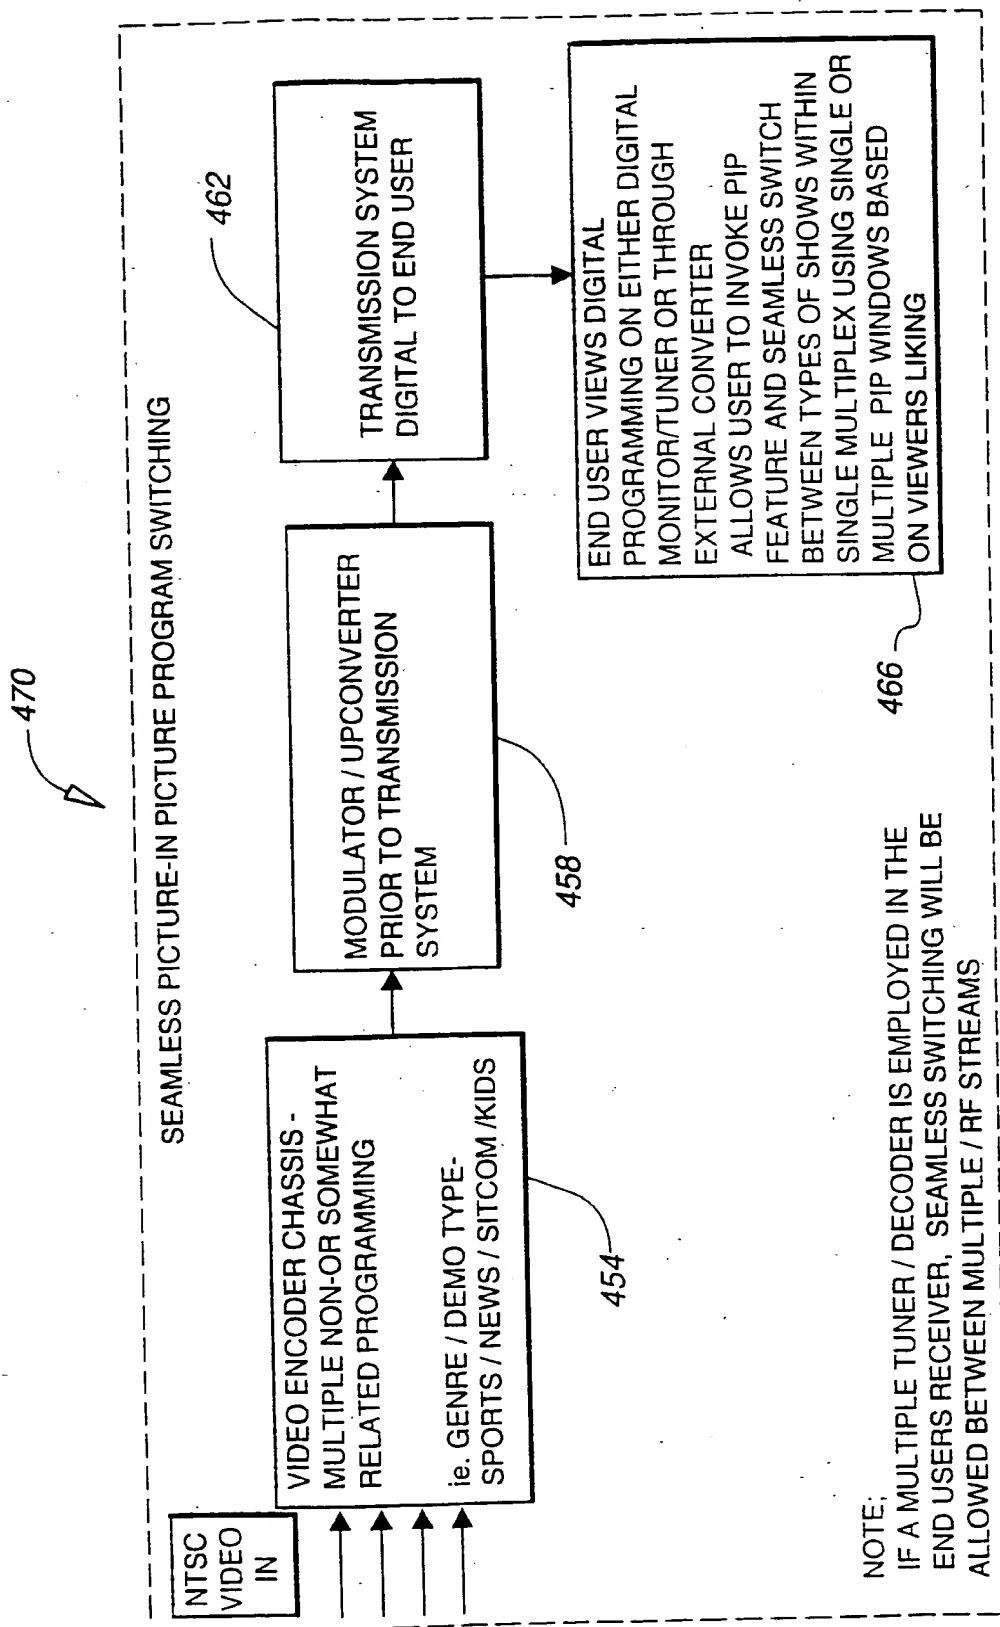 470
SEAMLESS PICTURE-IN PICTURE PROGRAM SWITCHING
NTSC
VIDEO
IN
VIDEO ENCODER CHASSIS -
MULTIPLE NON-OR SOMEWHAT
RELATED PROGRAMMING
ie. GENRE / DEMO TYPE-
SPORTS / NEWS / SITCOM /KIDS
454
MODULATOR / UPCONVERTER
PRIOR TO TRANSMISSION
SYSTEM
458
TRANSMISSION SYSTEM
DIGITAL TO END USER
462
END USER VIEWS DIGITAL
PROGRAMMING ON EITHER DIGITAL
MONITOR/TUNER OR THROUGH
EXTERNAL CONVERTER
ALLOWS USER TO INVOKE PIP
FEATURE AND SEAMLESS SWITCH
BETWEEN TYPES OF SHOWS WITHIN
SINGLE MULTIPLEX USING SINGLE OR
MULTIPLE PIP WINDOWS BASED
ON VIEWERS LIKING
466
NOTE;
IF A MULTIPLE TUNER / DECODER IS EMPLOYED IN THE
END USERS RECEIVER, SEAMLESS SWITCHING WILL BE
ALLOWED BETWEEN MULTIPLE / RF STREAMS